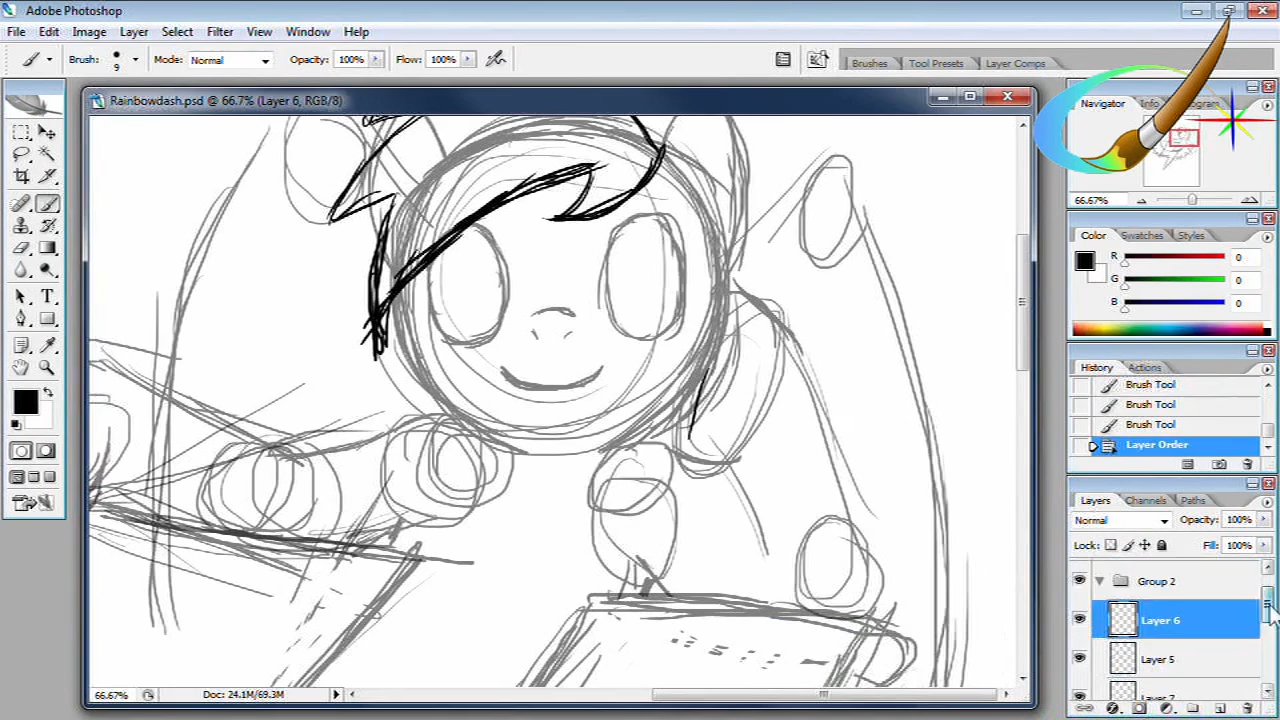 Adobe Photoshop
File Edit Image Layer Select Filter View Window Help
Brush: 9 Mode: Normal Opacity: 100% Flow: 100% Brushes Tool Presets Layer Comps
Rainbowdash.psd @ 66.7% (Layer 6, RGB/8)
Navigator Info
66.67%
Color Swatches Styles
R 0
G 0
B 0
History Actions
Brush Tool
Brush Tool
Brush Tool
Layer Order
Layers Channels Paths
Normal Opacity: 100%
Lock: Fill: 100%
Group 2
Layer 6
Layer 5
Layer 7
66.67% Doc: 24.1M/69.3M